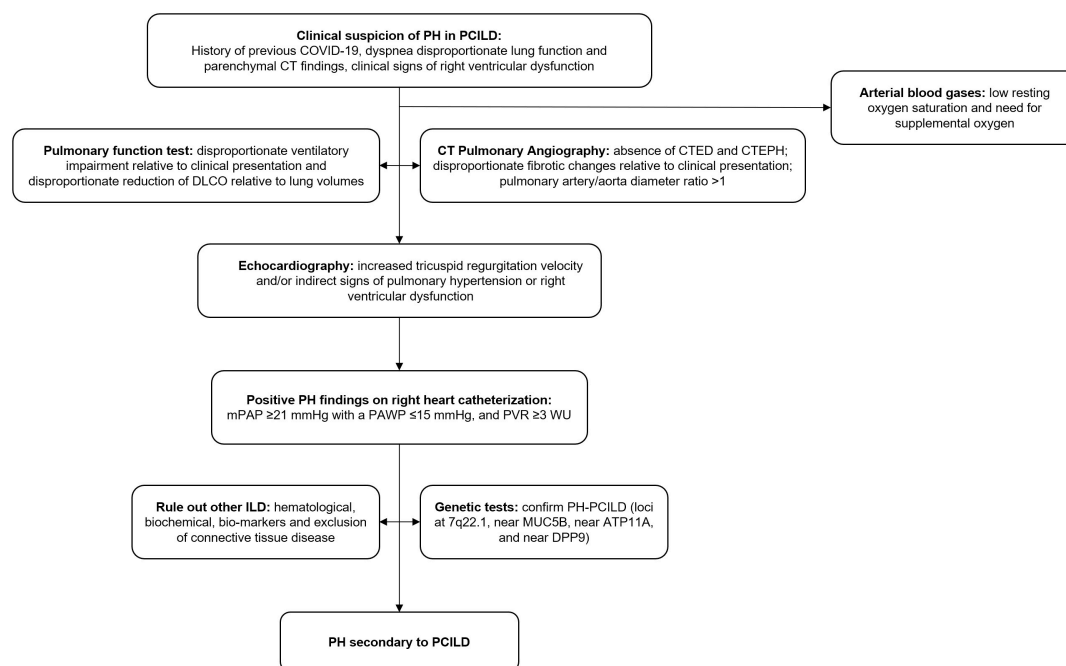 Clinical suspicion of PH in PCILD:
History of previous COVID-19, dyspnea disproportionate lung function and
parenchymal CT findings, clinical signs of right ventricular dysfunction
Arterial blood gases: low resting
oxygen saturation and need for
supplemental oxygen
Pulmonary function test: disproportionate ventilatory
impairment relative to clinical presentation and
disproportionate reduction of DLCO relative to lung volumes
CT Pulmonary Angiography: absence of CTED and CTEPH;
disproportionate fibrotic changes relative to clinical presentation;
pulmonary artery/aorta diameter ratio >1
Echocardiography: increased tricuspid regurgitation velocity
and/or indirect signs of pulmonary hypertension or right
ventricular dysfunction
Positive PH findings on right heart catheterization:
mPAP ≥21 mmHg with a PAWP ≤15 mmHg, and PVR ≥3 WU
Rule out other ILD: hematological,
biochemical, bio-markers and exclusion
of connective tissue disease
Genetic tests: confirm PH-PCILD (loci
at 7q22.1, near MUC5B, near ATP11A,
and near DPP9)
PH secondary to PCILD